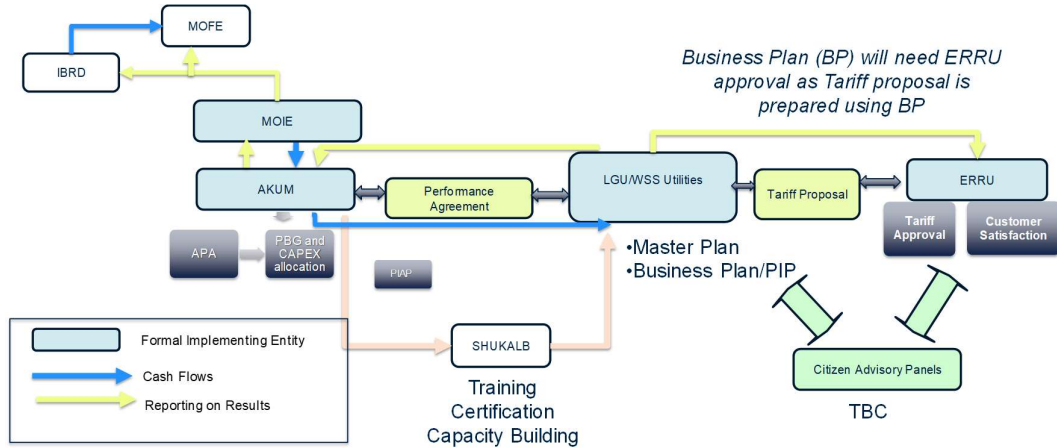 MOFE
IBRD
Business Plan (BP) will need ERRU
approval as Tariff proposal is
prepared using BP
MOIE
AKUM
Performance
Agreement
LGU/WSS Utilities
Tariff Proposal
ERRU
Tariff
Approval
Customer
Satisfaction
APA
PBG and
CAPEX
allocation
PIAP
•Master Plan
•Business Plan/PIP
Formal Implementing Entity
Cash Flows
Reporting on Results
SHUKALB
Training
Certification
Capacity Building
Citizen Advisory Panels
TBC